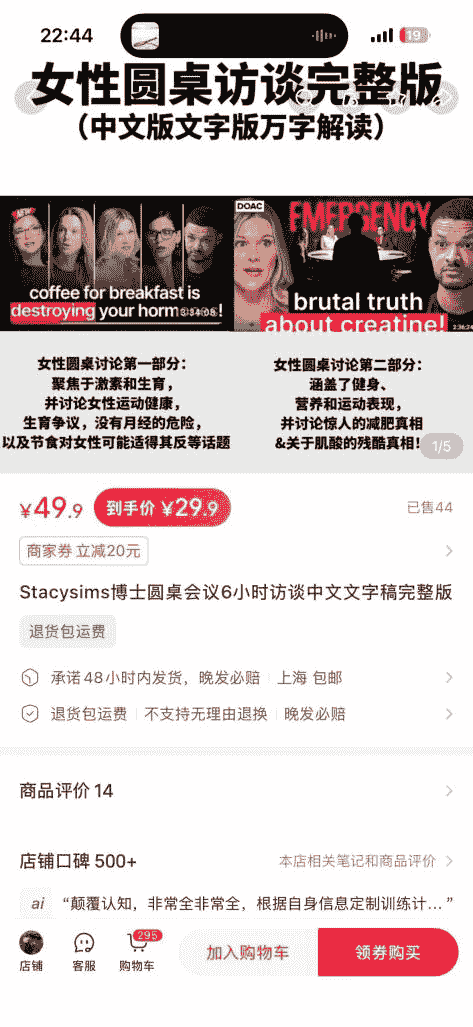 22:44
19
女性圆桌访谈完整版
（中文版文字版万字解读）
NEW
coffee for breakfast is
destroying your hormones!
3:34:05
DOAC
EMERGENCY
brutal truth
about creatine!
2:36:24
女性圆桌讨论第一部分：
聚焦于激素和生育，
并讨论女性运动健康，
生育争议，没有月经的危险，
以及节食对女性可能适得其反等话题
女性圆桌讨论第二部分：
涵盖了健身、
营养和运动表现，
并讨论惊人的减肥真相
&关于肌酸的残酷真相！
1/5
¥49.9 到手价 ¥29.9
已售44
商家券 立减20元
Stacysims博士圆桌会议6小时访谈中文文字稿完整版
退货包运费
承诺48小时内发货，晚发必赔 上海 包邮
退货包运费 不支持无理由退换 晚发必赔
商品评价 14
店铺口碑 500+ 本店相关笔记和商品评价
ai “颠覆认知，非常全非常全，根据自身信息定制训练计…”
295
店铺 客服 购物车 加入购物车 领券购买